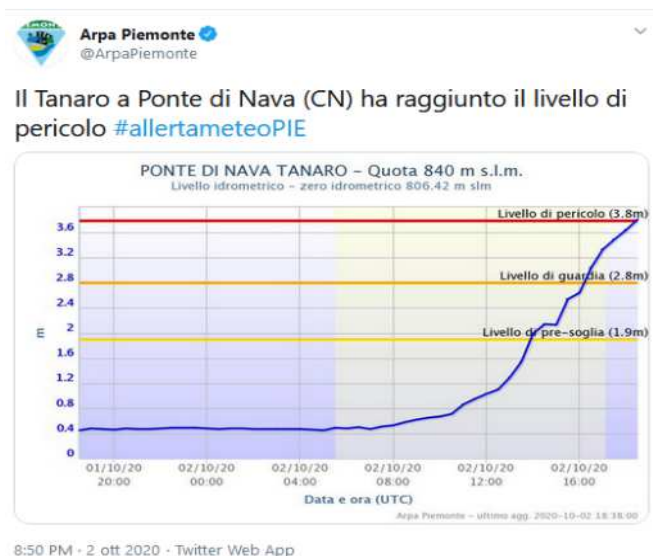 PIEMONTE
Arpa Piemonte
@ArpaPiemonte
Il Tanaro a Ponte di Nava (CN) ha raggiunto il livello di
pericolo #allertameteoPIE
PONTE DI NAVA TANARO - Quota 840 m s.l.m.
Livello idrometrico - zero idrometrico 806.42 m slm
Livello di pericolo (3.8m)
3.6
3.2
Livello di guardia (2.8m)
2.8
2.4
m
2
Livello di pre-soglia (1.9m)
1.6
1.2
0.8
0.4
0
01/10/20 02/10/20 02/10/20 02/10/20 02/10/20 02/10/20
20:00 00:00 04:00 08:00 12:00 16:00
Data e ora (UTC)
Arpa Piemonte - ultimo agg. 2020-10-02 18:38:00
8:50 PM · 2 ott 2020 · Twitter Web App